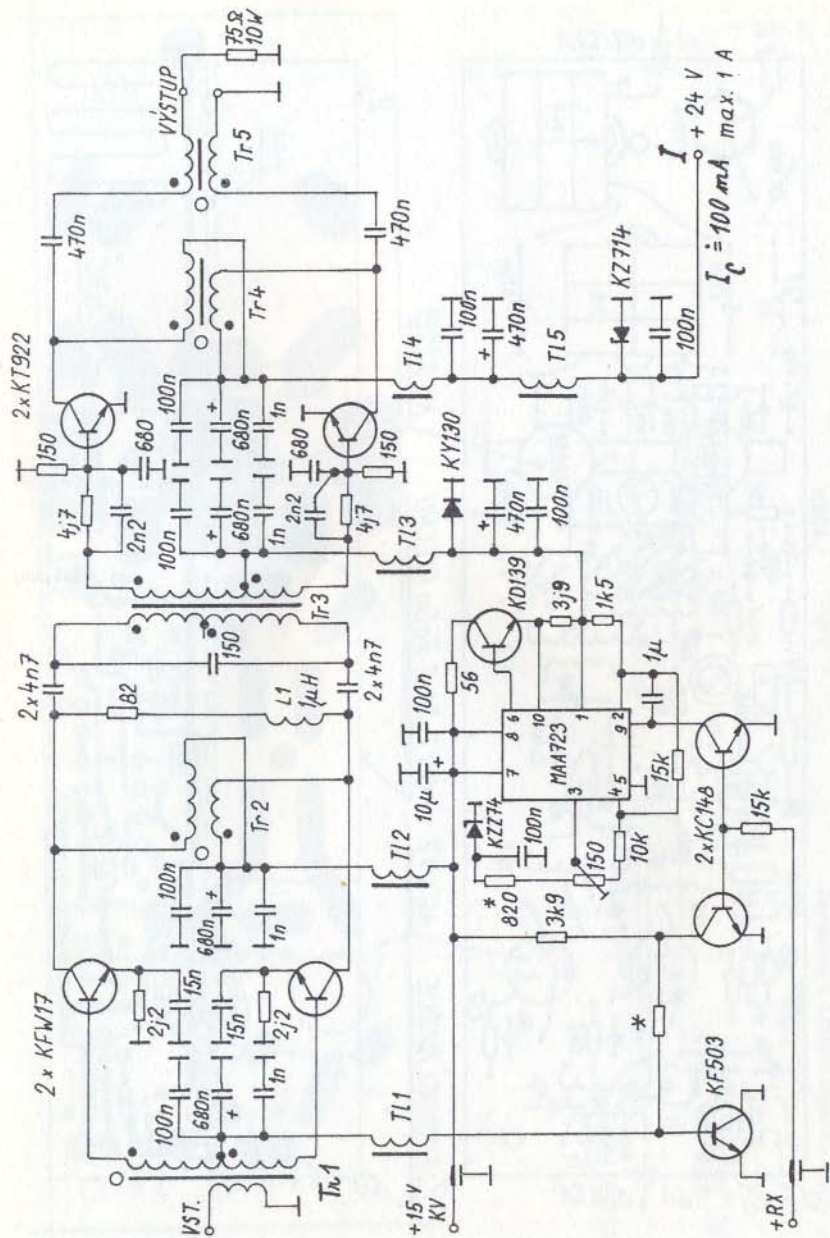 2 x KFW17
VST.
Tr1
100n
680n
+
1n
2j2
15n
15n
2j2
Tl1
+15 V
KV
+RX
KF503
*
100n
680n
+
1n
Tr2
Tl2
82
L1
1µH
2x4n7
2x4n7
150
Tr3
4j7
150
2n2
680
2xKT922
100n
100n
+
680n
+
680n
1n
1n
680
2n2
4j7
150
470n
470n
Tr4
Tr5
VÝSTUP
75Ω
10W
Tl3
Tl4
KY130
+
470n
100n
100n
+
470n
Tl5
KZ714
100n
I_C ≐ 100 mA
I
+ 24 V
max. 1 A
3k9
*
820
KZ74
100n
150
10k
10µ
+
100n
56
KD139
3j9
1k5
MAA723
7
8
6
10
1
3
4
5
9
2
1µ
15k
2xKC148
15k